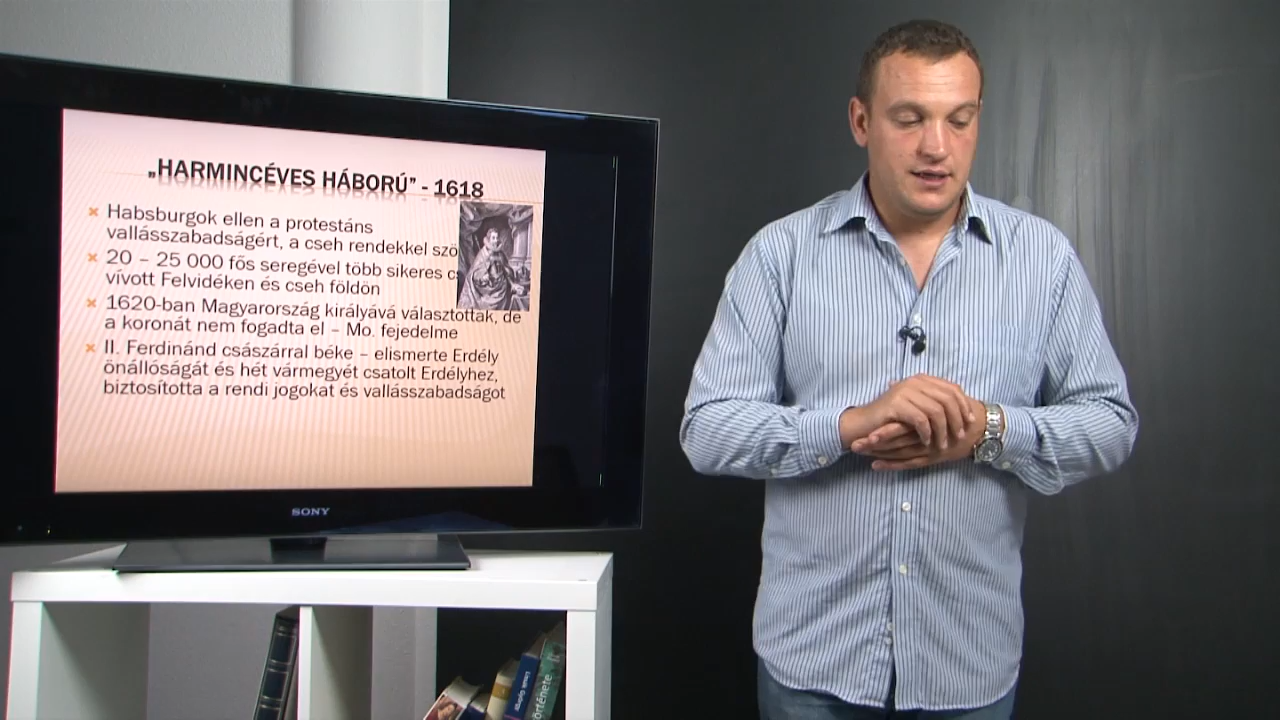 „HARMINCÉVES HÁBORÚ” - 1618
Habsburgok ellen a protestáns
vallásszabadságért, a cseh rendekkel
20 – 25 000 fős seregével több sikeres
vívott Felvidéken és cseh földön
1620-ban Magyarország királyává választották, de
a koronát nem fogadta el – Mo. fejedelme
II. Ferdinánd császárral béke – elismerte Erdély
önállóságát és hét vármegyét csatolt Erdélyhez,
biztosította a rendi jogokat és vallásszabadságot
SONY